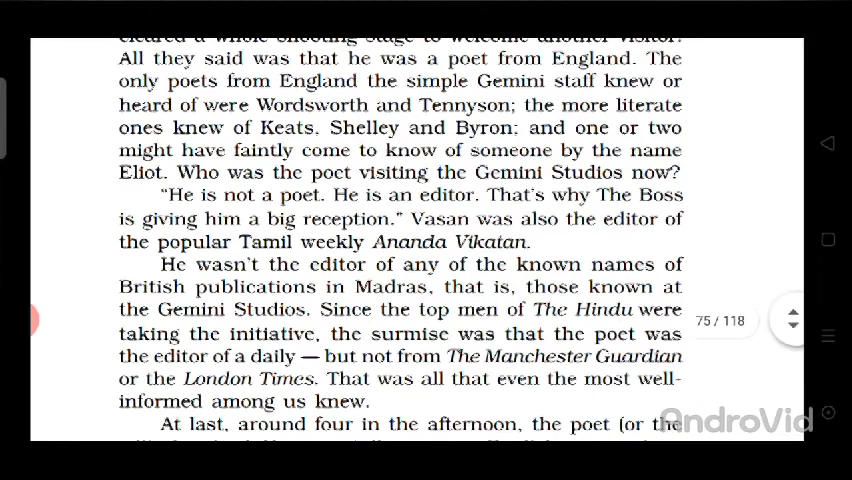 cleared a whole shooting stage to welcome another visitor.
All they said was that he was a poet from England. The
only poets from England the simple Gemini staff knew or
heard of were Wordsworth and Tennyson; the more literate
ones knew of Keats, Shelley and Byron; and one or two
might have faintly come to know of someone by the name
Eliot. Who was the poet visiting the Gemini Studios now?
“He is not a poet. He is an editor. That’s why The Boss
is giving him a big reception.” Vasan was also the editor of
the popular Tamil weekly Ananda Vikatan.
He wasn’t the editor of any of the known names of
British publications in Madras, that is, those known at
the Gemini Studios. Since the top men of The Hindu were
taking the initiative, the surmise was that the poet was
the editor of a daily — but not from The Manchester Guardian
or the London Times. That was all that even the most well-
informed among us knew.
At last, around four in the afternoon, the poet (or the
75 / 118
AndroVid